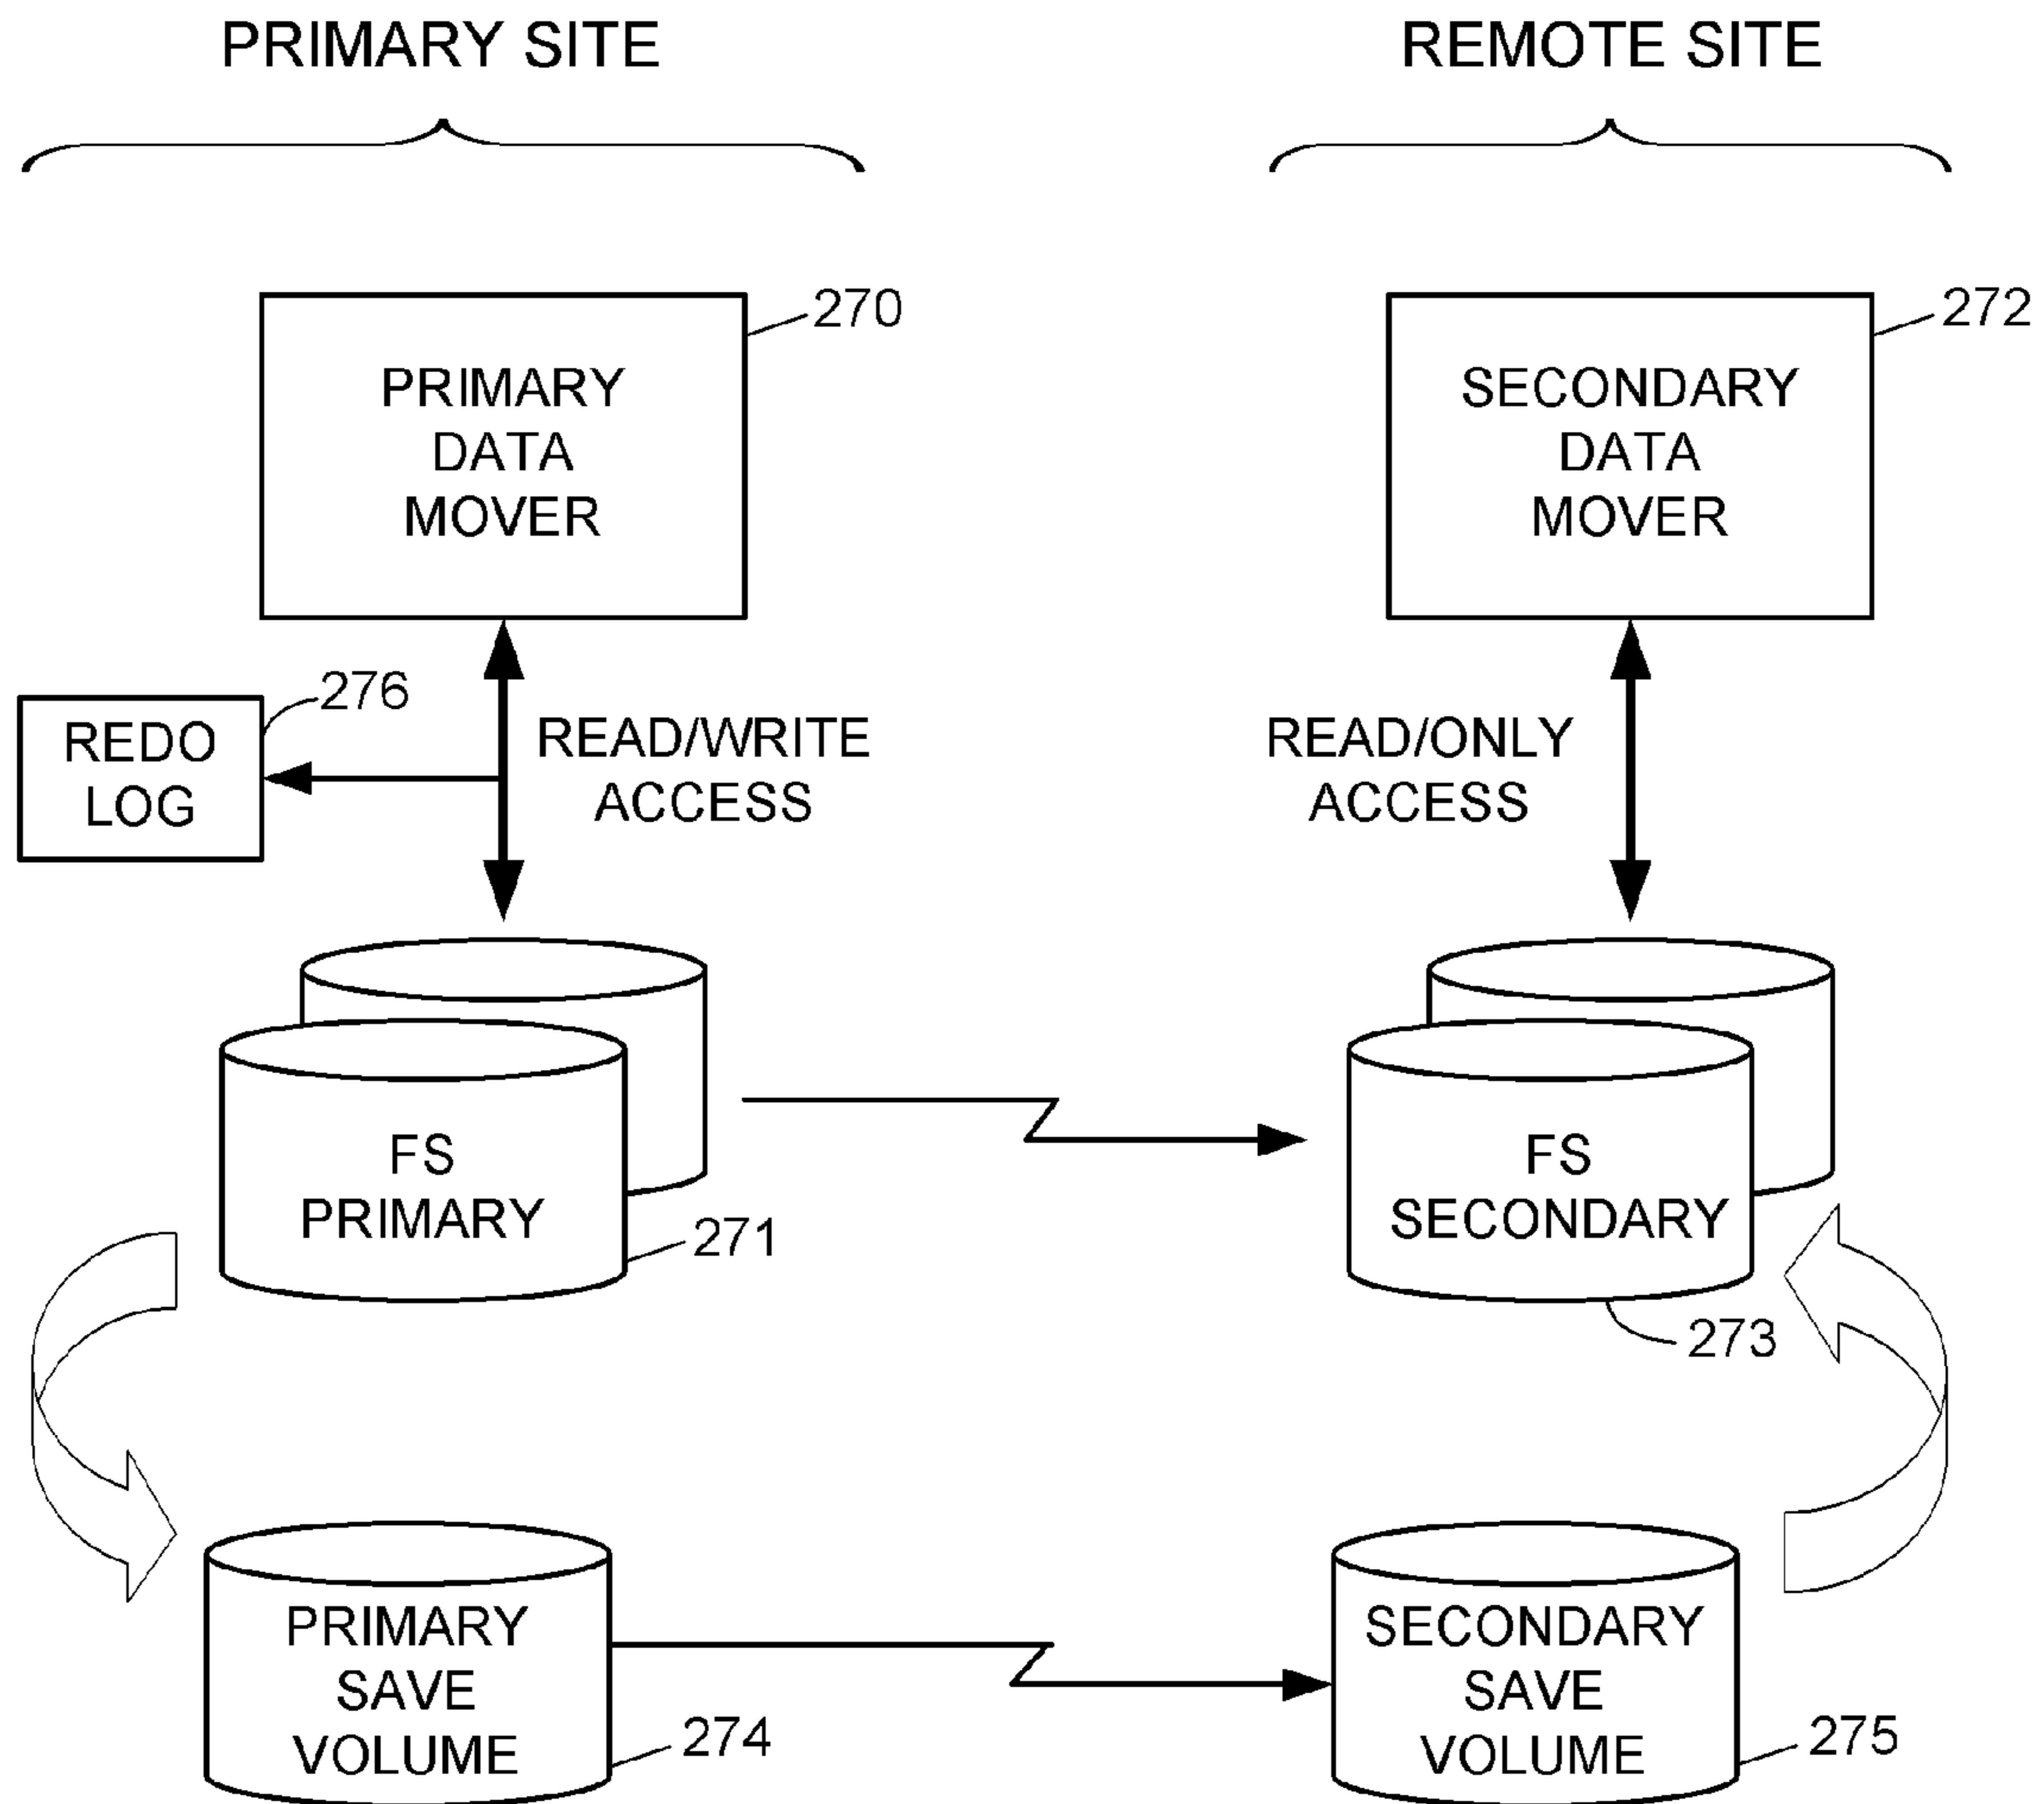 PRIMARY SITE
REMOTE SITE
270
PRIMARY
DATA
MOVER
272
SECONDARY
DATA
MOVER
276
REDO
LOG
READ/WRITE
ACCESS
READ/ONLY
ACCESS
FS
PRIMARY
271
FS
SECONDARY
273
PRIMARY
SAVE
VOLUME
274
SECONDARY
SAVE
VOLUME
275